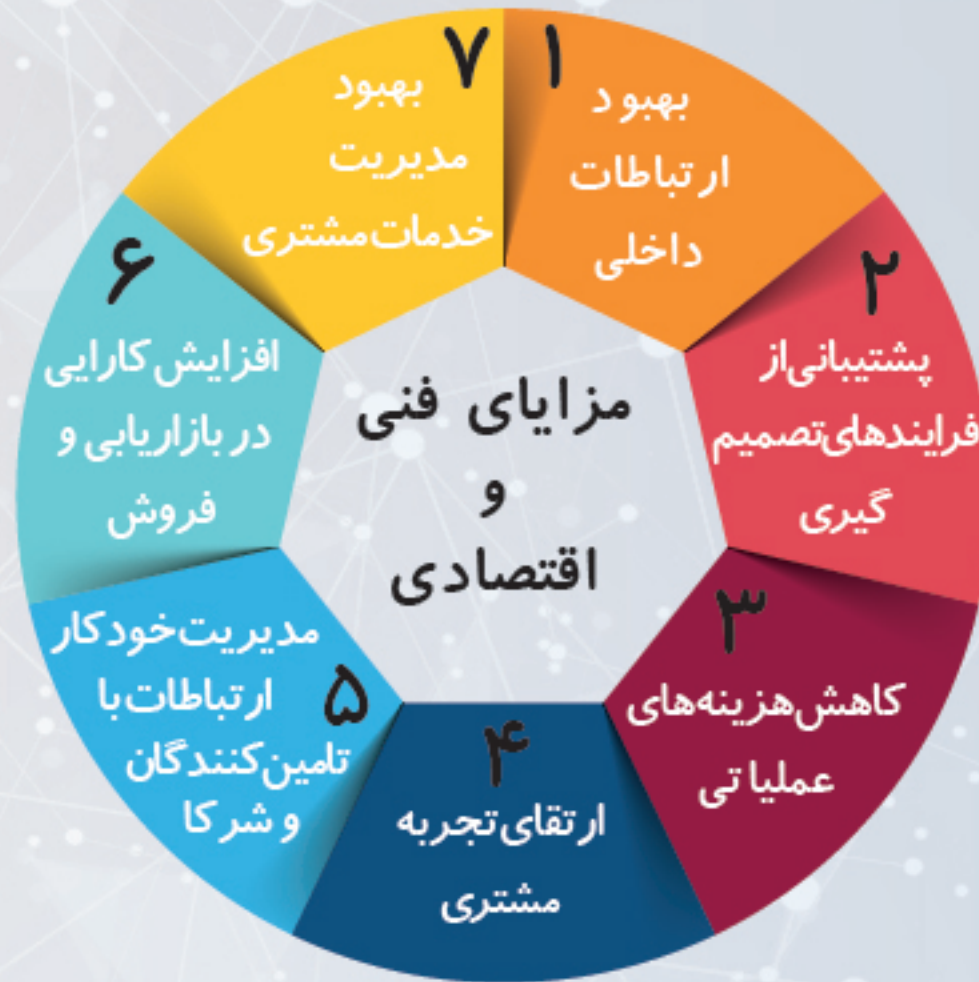 مزایای فنی
و
اقتصادی
۱
بهبود
ارتباطات
داخلی
۲
پشتیبانی از
فرایندهای تصمیم
گیری
۳
کاهش هزینه‌های
عملیاتی
۴
ارتقای تجربه
مشتری
۵
مدیریت خودکار
ارتباطات با
تامین کنندگان
و شرکا
۶
افزایش کارایی
در بازاریابی و
فروش
۷
بهبود
مدیریت
خدمات مشتری